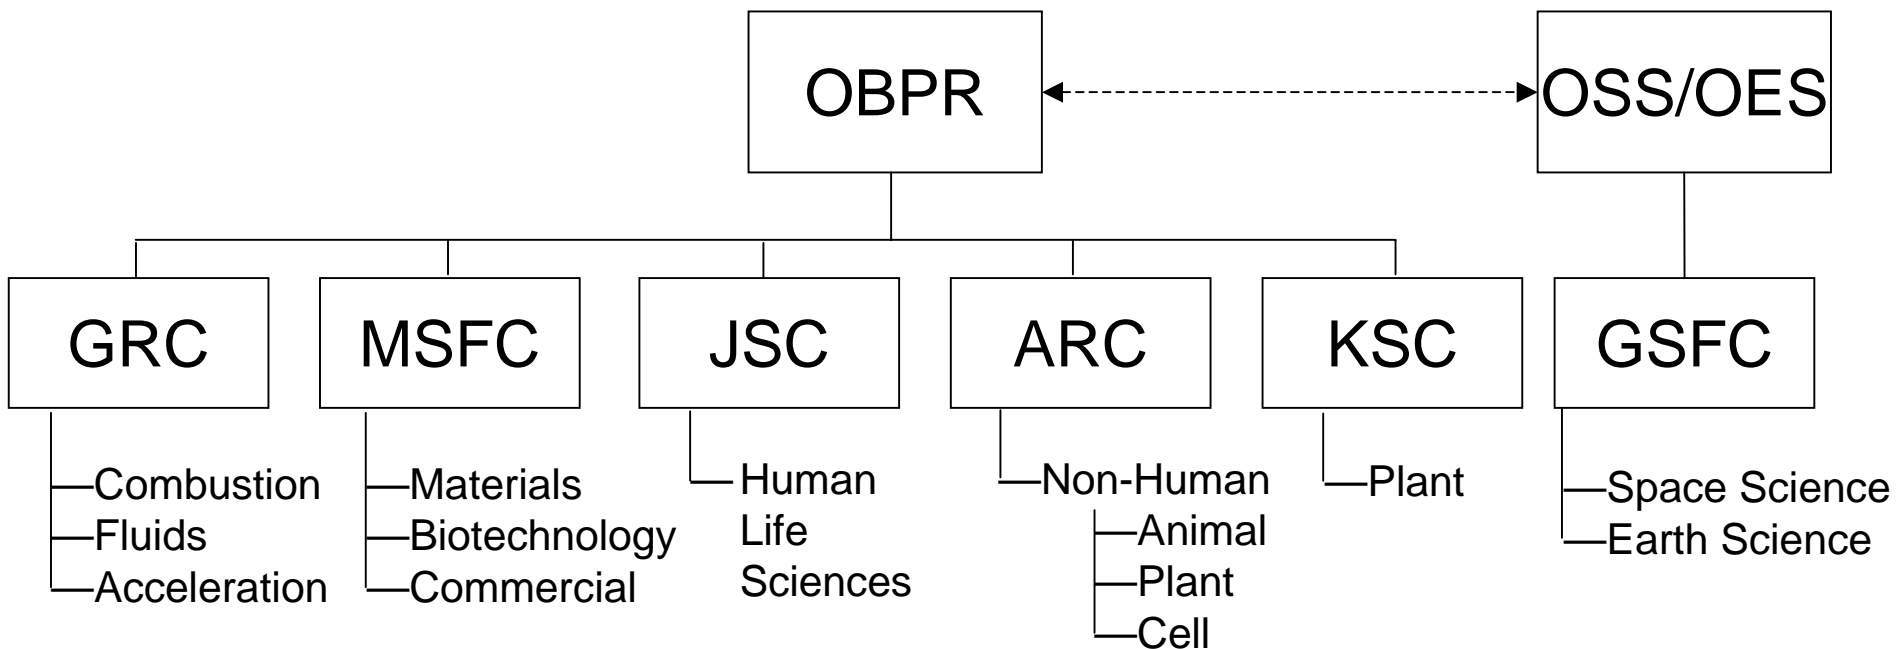 OBPR
OSS/OES
GRC
MSFC
JSC
ARC
KSC
GSFC
Combustion
Fluids
Acceleration
Materials
Biotechnology
Commercial
Human
Life
Sciences
Non-Human
Animal
Plant
Cell
Plant
Space Science
Earth Science